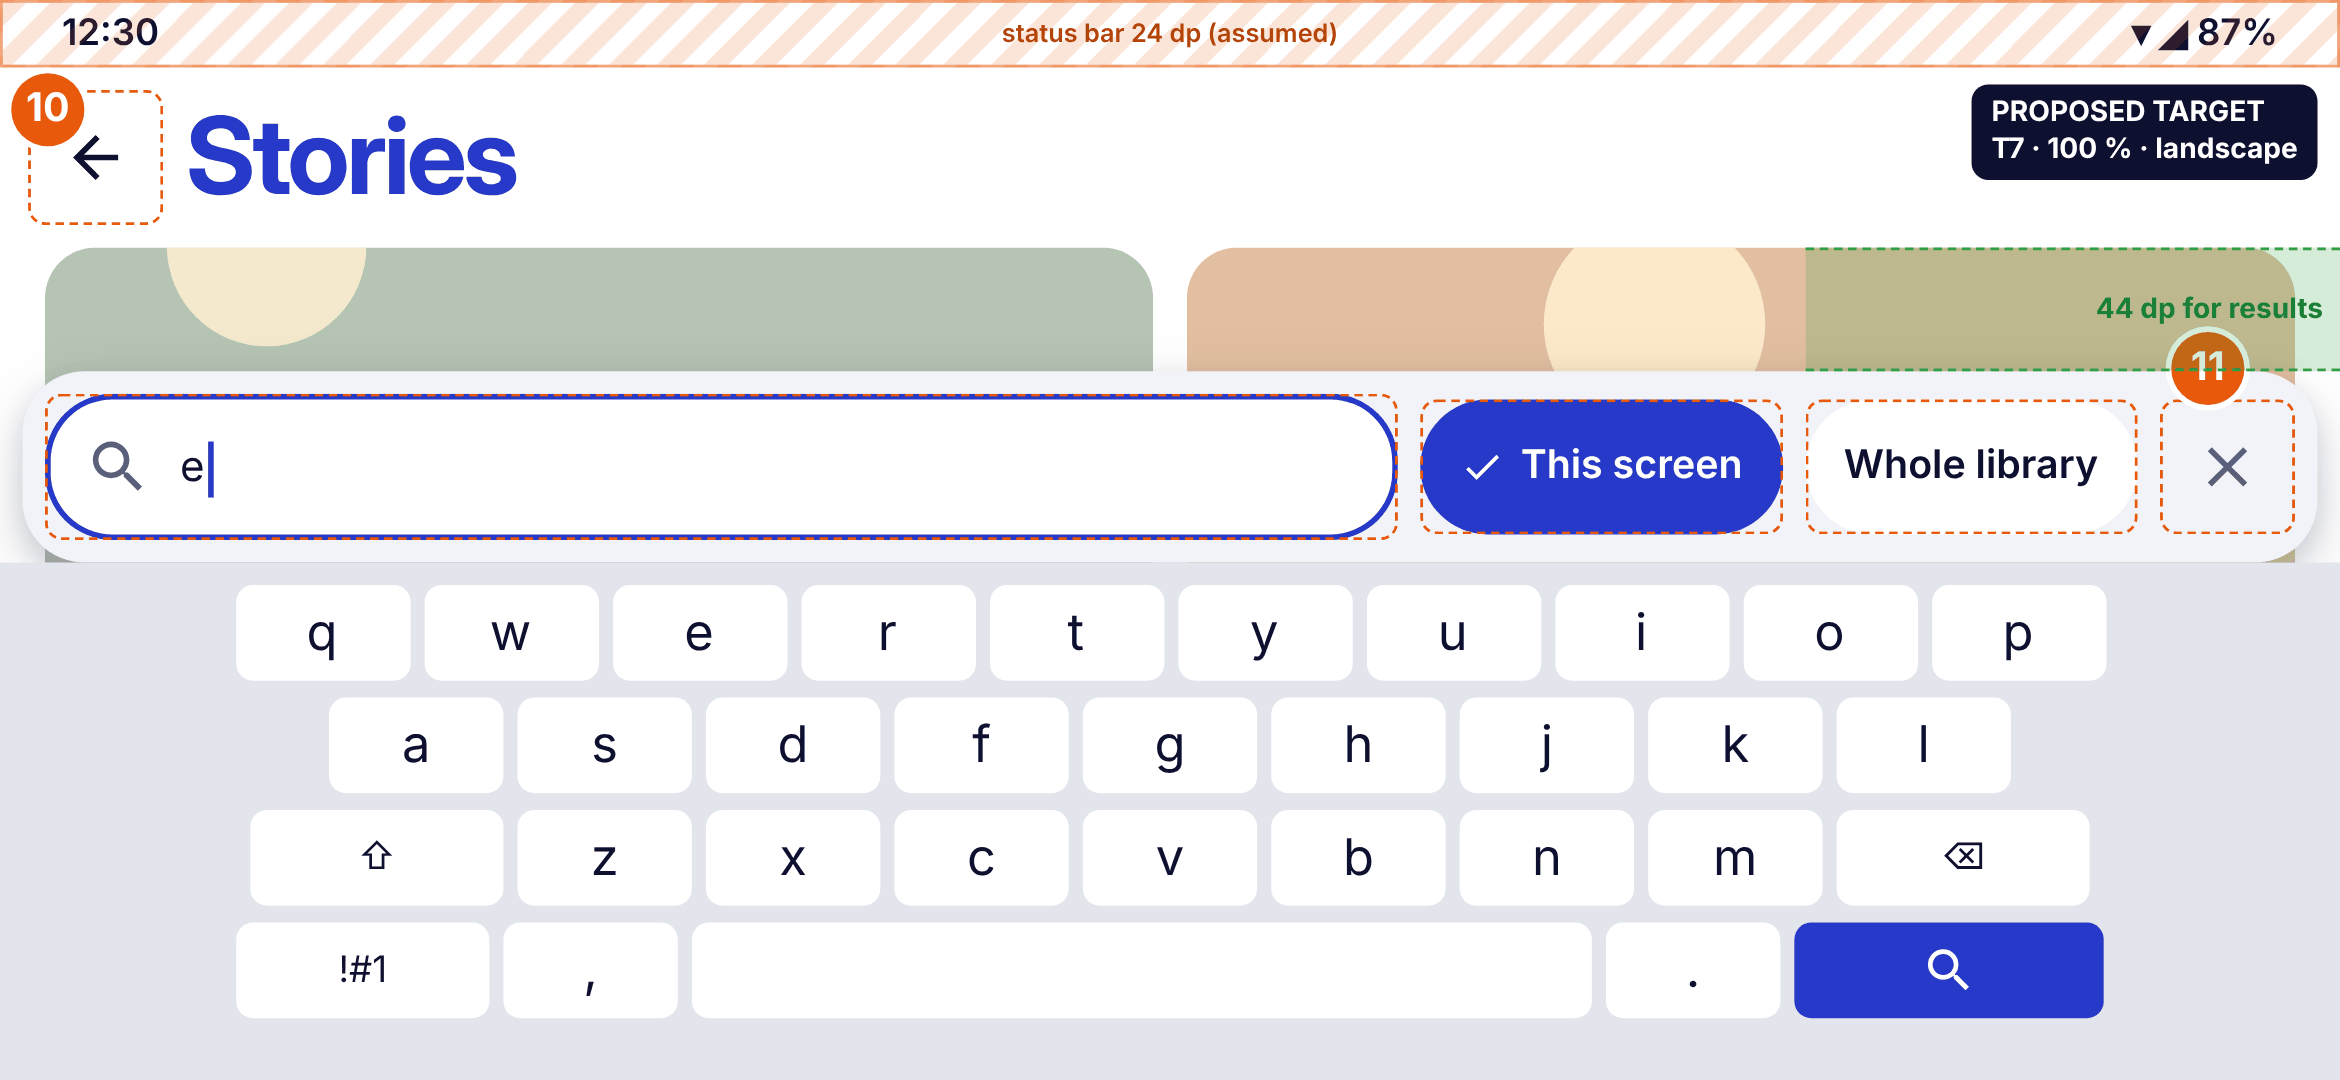 12:30
status bar 24 dp (assumed)
87%
10
Stories
PROPOSED TARGET
T7 · 100 % · landscape
44 dp for results
11
e
This screen
Whole library
q w e r t y u i o p
a s d f g h j k l
z x c v b n m
!#1 , .